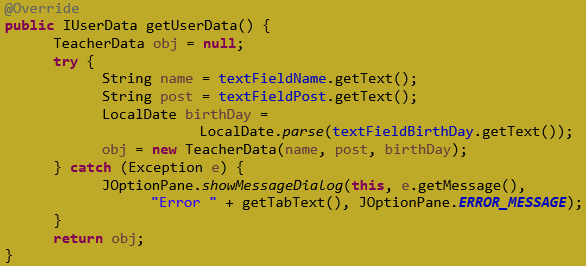 @Override
public IUserData getUserData() {
      TeacherData obj = null;
      try {
            String name = textFieldName.getText();
            String post = textFieldPost.getText();
            LocalDate birthDay =
                        LocalDate.parse(textFieldBirthDay.getText());
            obj = new TeacherData(name, post, birthDay);
      } catch (Exception e) {
            JOptionPane.showMessageDialog(this, e.getMessage(),
                  "Error " + getTabText(), JOptionPane.ERROR_MESSAGE);
      }
      return obj;
}